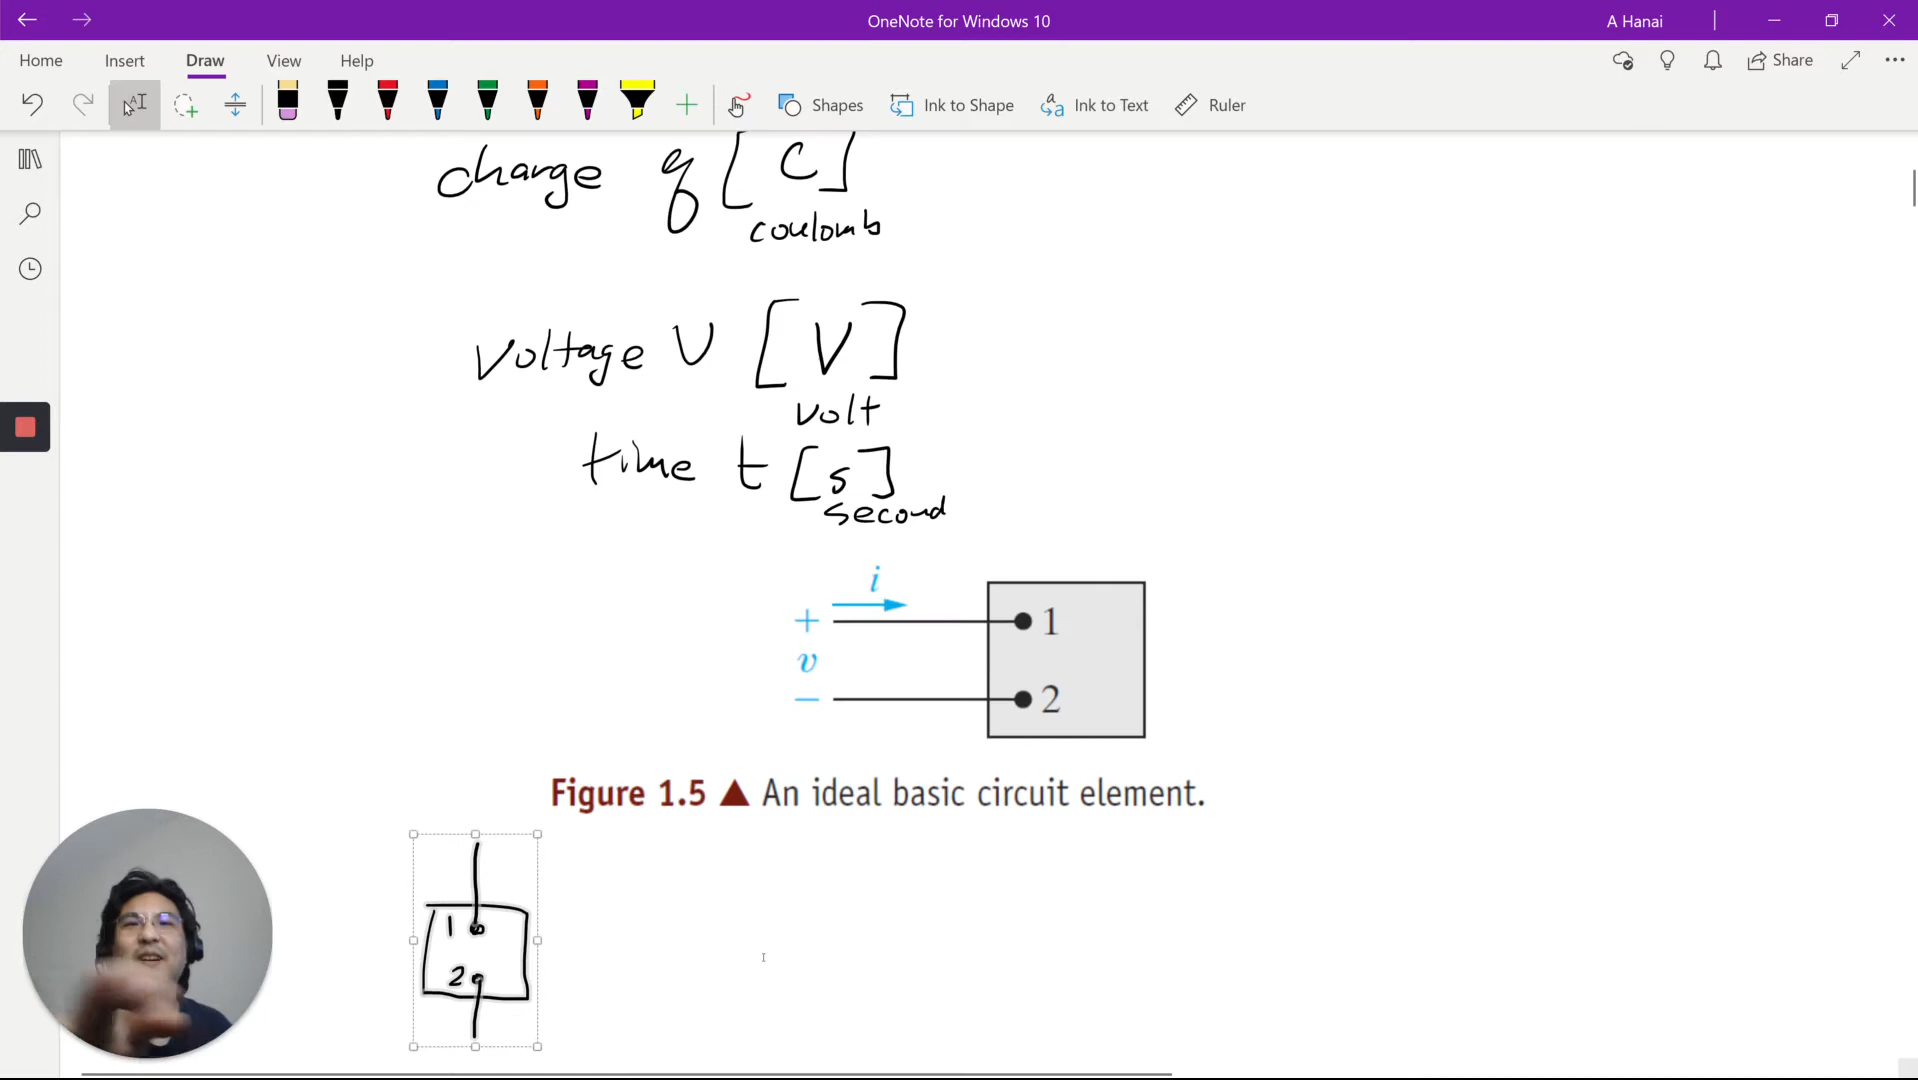 OneNote for Windows 10
A Hanai
Home Insert Draw View Help
Share
Shapes Ink to Shape Ink to Text Ruler
charge q [C]
coulomb
voltage v [V]
volt
time t [s]
second
i
+ 1
v
− 2
Figure 1.5 ▲ An ideal basic circuit element.
1
2